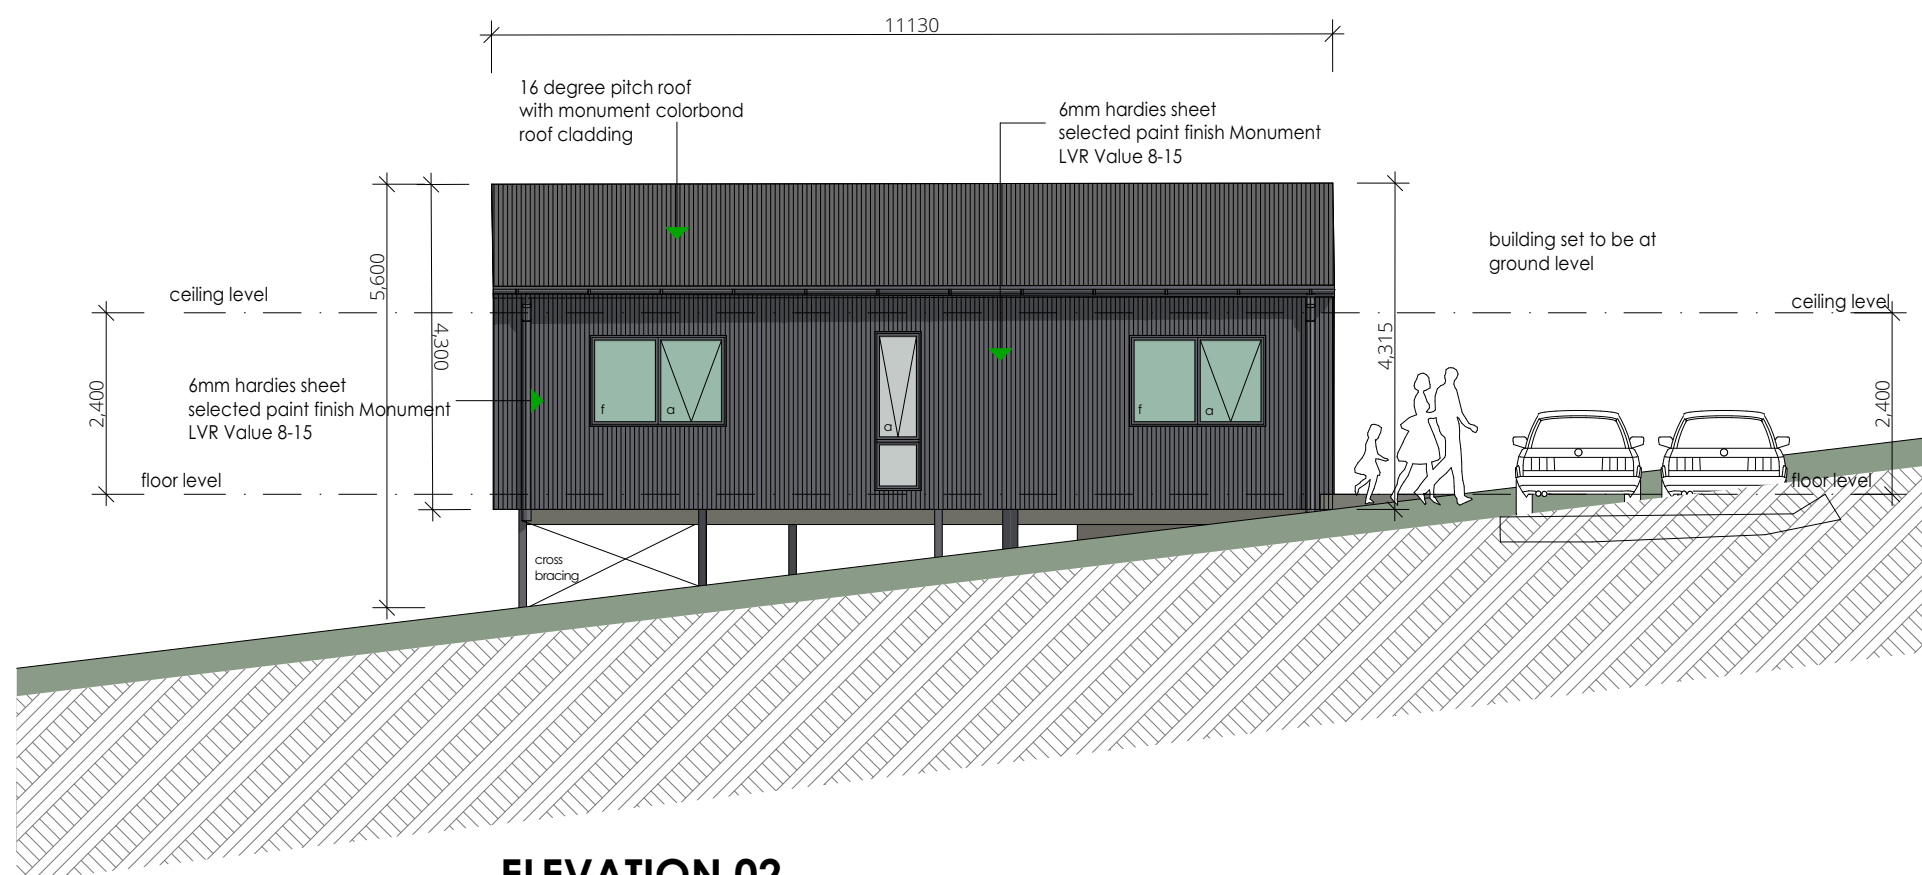 11130
16 degree pitch roof
with monument colorbond
roof cladding
6mm hardies sheet
selected paint finish Monument
LVR Value 8-15
building set to be at
ground level
5,600
4,300
4,315
ceiling level
ceiling level
2,400
2,400
6mm hardies sheet
selected paint finish Monument
LVR Value 8-15
f
a
a
f
a
floor level
floor level
cross
bracing
ELEVATION 02